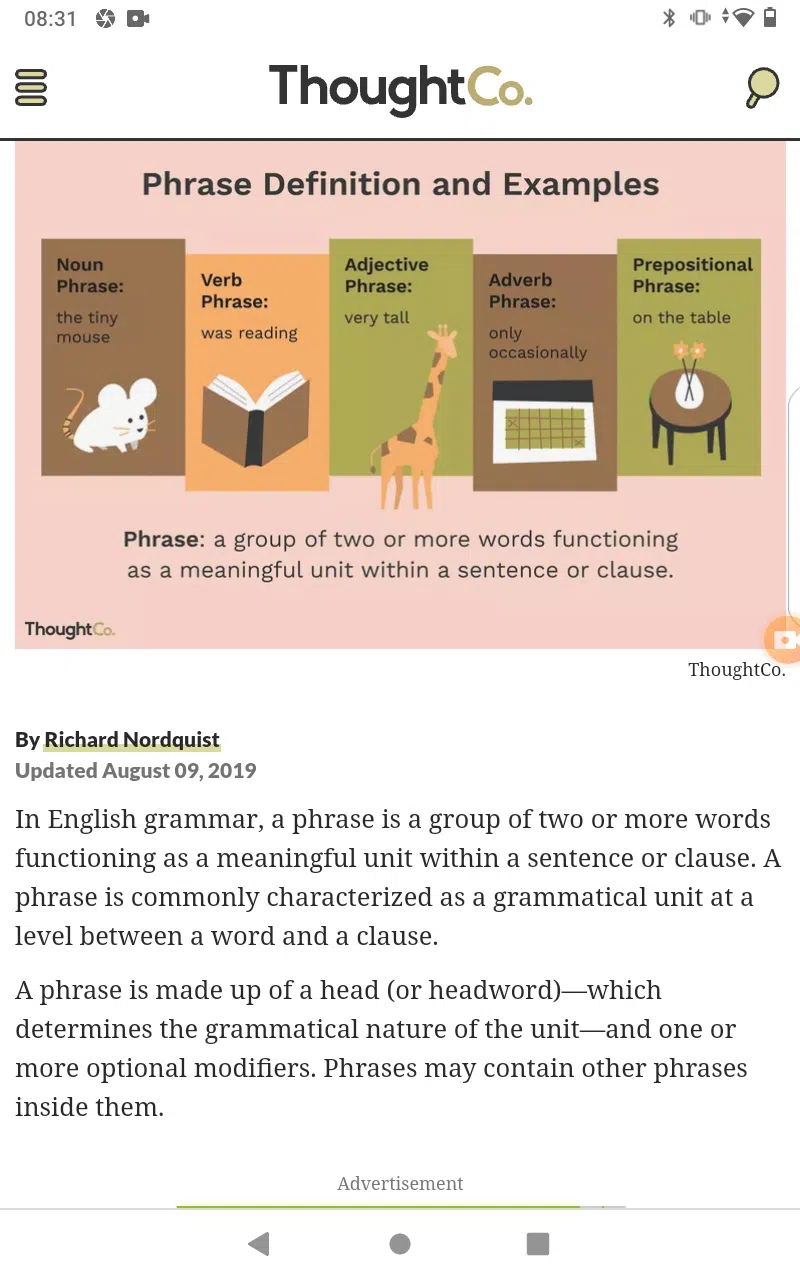 08:31
ThoughtCo.
Phrase Definition and Examples
Noun
Phrase:
the tiny
mouse
Verb
Phrase:
was reading
Adjective
Phrase:
very tall
Adverb
Phrase:
only
occasionally
Prepositional
Phrase:
on the table
Phrase: a group of two or more words functioning
as a meaningful unit within a sentence or clause.
ThoughtCo.
ThoughtCo.
By Richard Nordquist
Updated August 09, 2019
In English grammar, a phrase is a group of two or more words
functioning as a meaningful unit within a sentence or clause. A
phrase is commonly characterized as a grammatical unit at a
level between a word and a clause.
A phrase is made up of a head (or headword)—which
determines the grammatical nature of the unit—and one or
more optional modifiers. Phrases may contain other phrases
inside them.
Advertisement